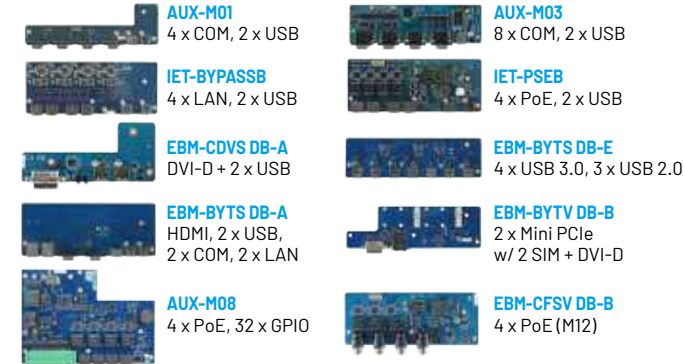 AUX-M01
4 x COM, 2 x USB
AUX-M03
8 x COM, 2 x USB
IET-BYPASSB
4 x LAN, 2 x USB
IET-PSEB
4 x PoE, 2 x USB
EBM-CDVS DB-A
DVI-D + 2 x USB
EBM-BYTS DB-E
4 x USB 3.0, 3 x USB 2.0
EBM-BYTS DB-A
HDMI, 2 x USB,
2 x COM, 2 x LAN
EBM-BYTV DB-B
2 x Mini PCIe
w/ 2 SIM + DVI-D
AUX-M08
4 x PoE, 32 x GPIO
EBM-CFSV DB-B
4 x PoE (M12)